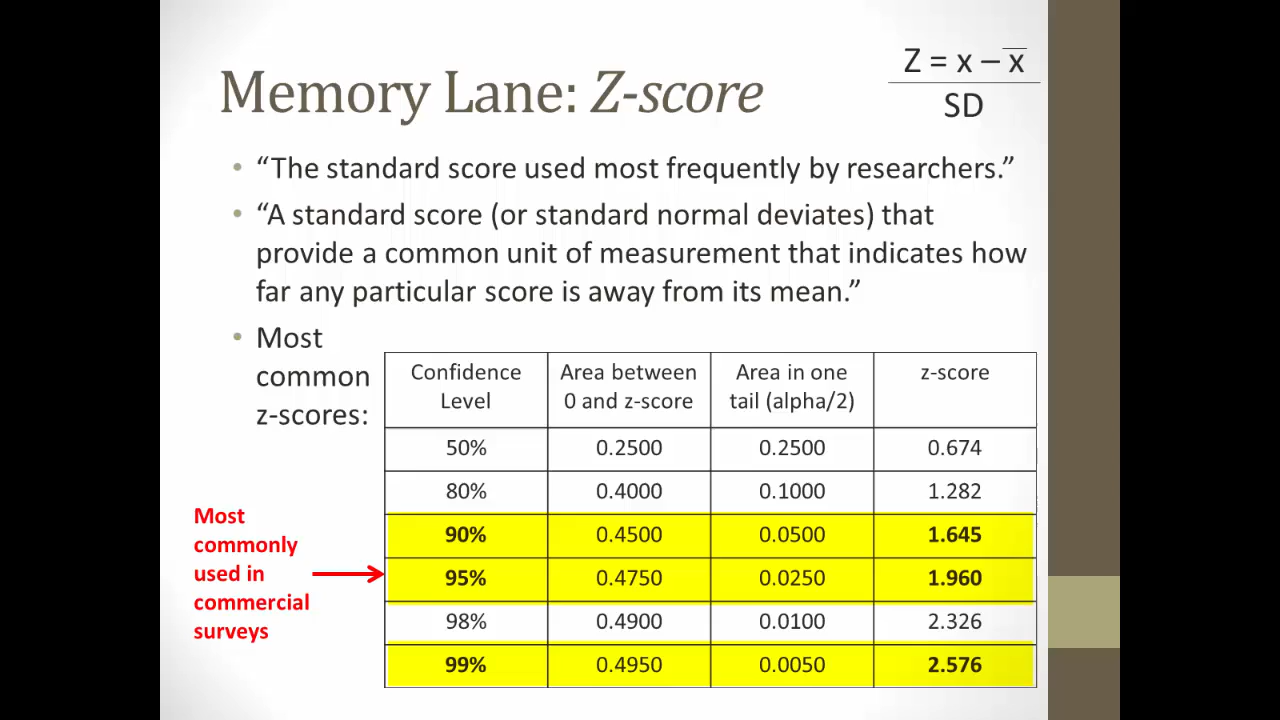 Memory Lane: Z-score
Z = x – x̅
SD
• “The standard score used most frequently by researchers.”
• “A standard score (or standard normal deviates) that
provide a common unit of measurement that indicates how
far any particular score is away from its mean.”
• Most
common
z-scores:
Confidence Level | Area between 0 and z-score | Area in one tail (alpha/2) | z-score
50% | 0.2500 | 0.2500 | 0.674
80% | 0.4000 | 0.1000 | 1.282
90% | 0.4500 | 0.0500 | 1.645
95% | 0.4750 | 0.0250 | 1.960
98% | 0.4900 | 0.0100 | 2.326
99% | 0.4950 | 0.0050 | 2.576
Most
commonly
used in
commercial
surveys